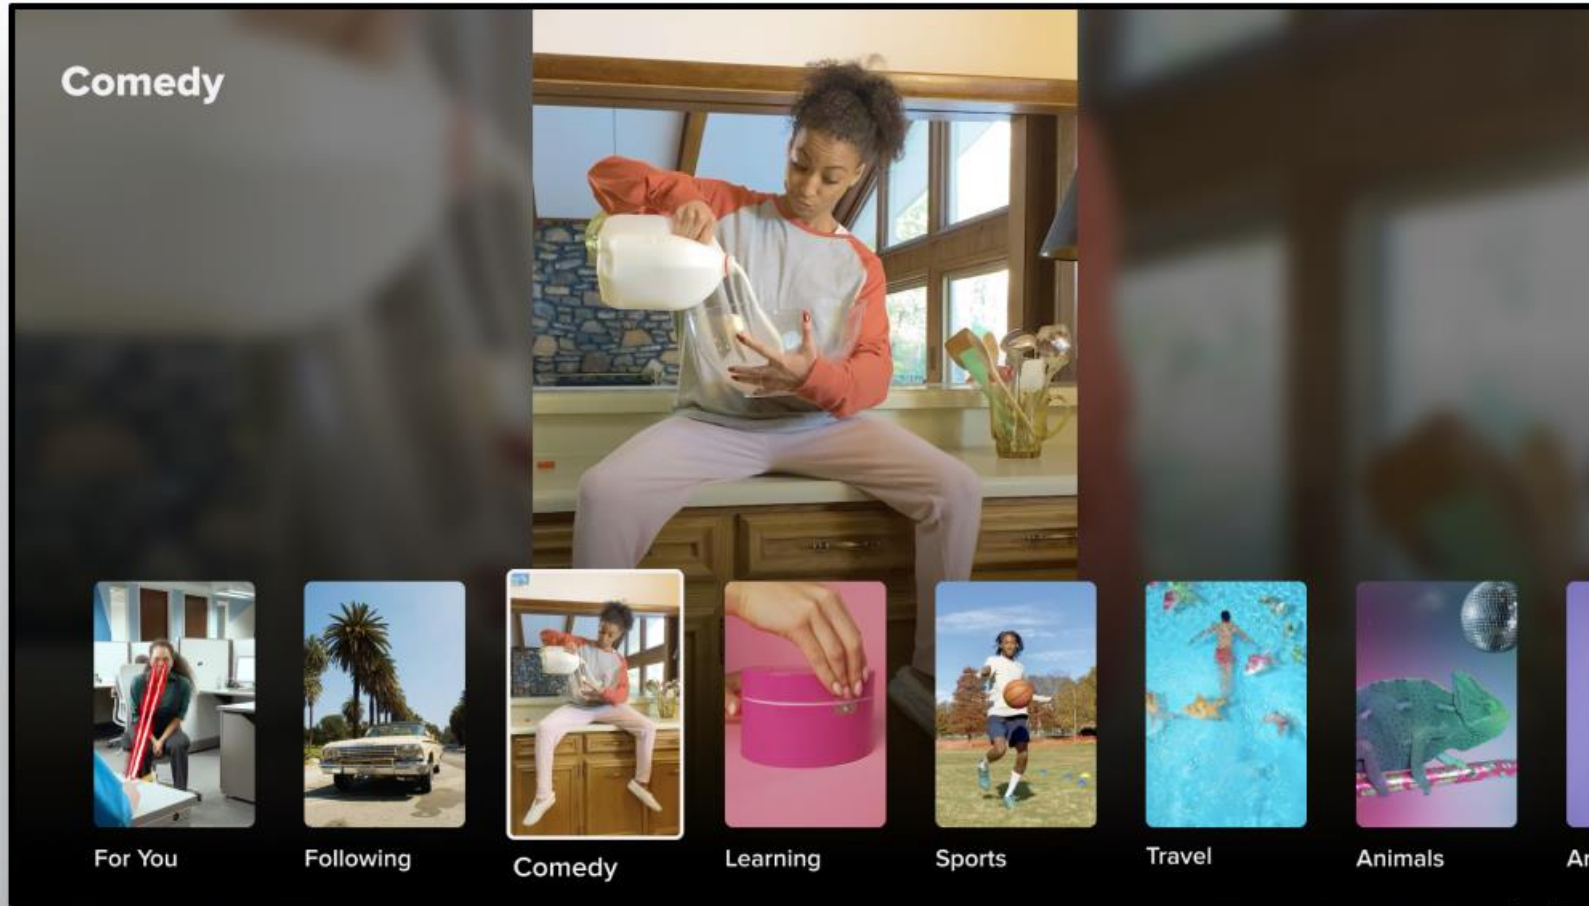 Comedy
For You
Following
Comedy
Learning
Sports
Travel
Animals